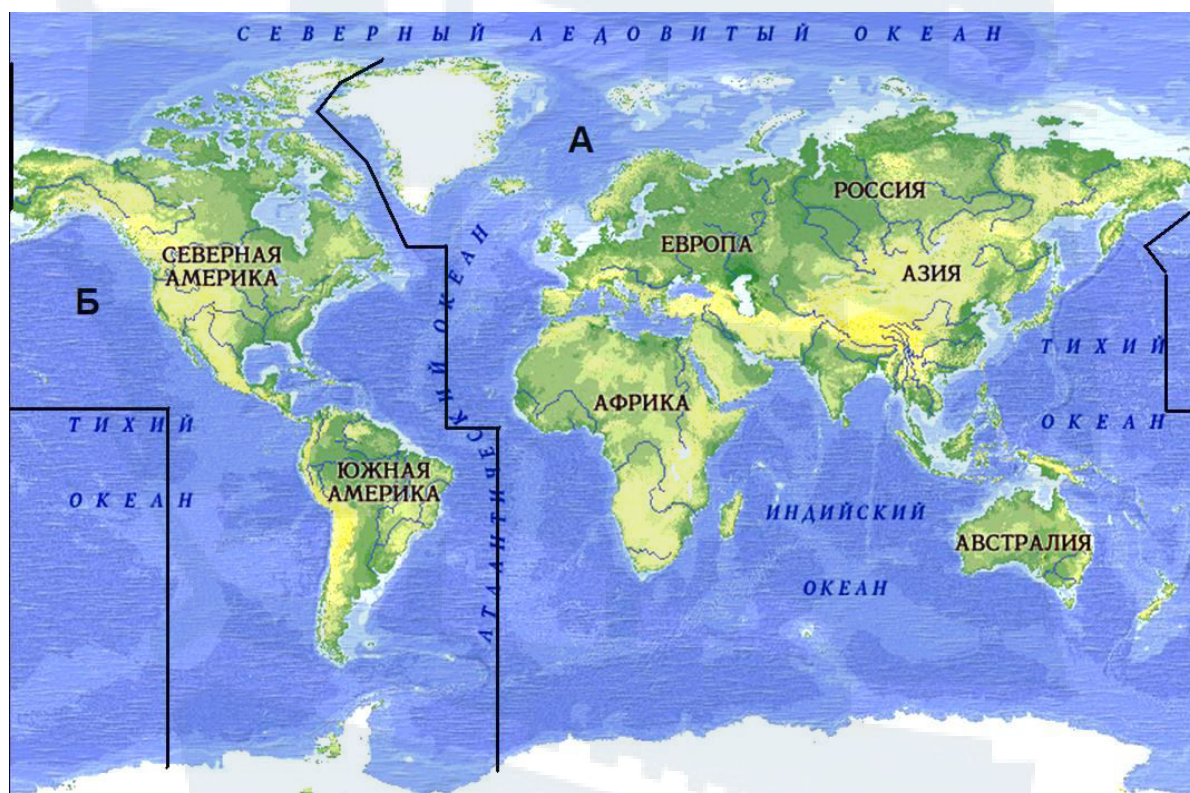 СЕВЕРНЫЙ ЛЕДОВИТЫЙ ОКЕАН
А
РОССИЯ
ЕВРОПА
СЕВЕРНАЯ
АМЕРИКА
АЗИЯ
Б
ТИХИЙ
ОКЕАН
АФРИКА
ТИХИЙ
ОКЕАН
АТЛАНТИЧЕСКИЙ ОКЕАН
ЮЖНАЯ
АМЕРИКА
ИНДИЙСКИЙ
ОКЕАН
АВСТРАЛИЯ